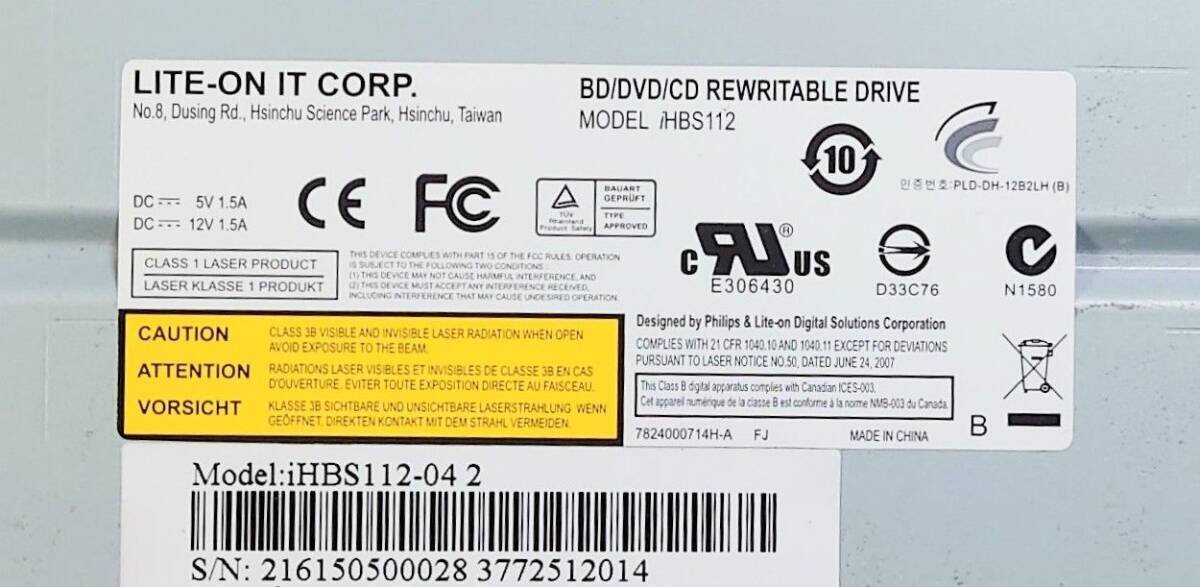 LITE-ON IT CORP.
No.8, Dusing Rd., Hsinchu Science Park, Hsinchu, Taiwan
BD/DVD/CD REWRITABLE DRIVE
MODEL iHBS112
10
인증번호:PLD-DH-12B2LH (B)
DC 5V 1.5A
DC 12V 1.5A
CE
FC
TÜV
Rheinland
Product Safety
BAUART
GEPRÜFT
TYPE
APPROVED
c RU ® US
E306430
D33C76
N1580
CLASS 1 LASER PRODUCT
LASER KLASSE 1 PRODUKT
THIS DEVICE COMPLIES WITH PART 15 OF THE FCC RULES. OPERATION
IS SUBJECT TO THE FOLLOWING TWO CONDITIONS :
(1) THIS DEVICE MAY NOT CAUSE HARMFUL INTERFERENCE, AND
(2) THIS DEVICE MUST ACCEPT ANY INTERFERENCE RECEIVED,
INCLUDING INTERFERENCE THAT MAY CAUSE UNDESIRED OPERATION.
CAUTION CLASS 3B VISIBLE AND INVISIBLE LASER RADIATION WHEN OPEN
AVOID EXPOSURE TO THE BEAM.
ATTENTION RADIATIONS LASER VISIBLES ET INVISIBLES DE CLASSE 3B EN CAS
D'OUVERTURE. EVITER TOUTE EXPOSITION DIRECTE AU FAISCEAU.
VORSICHT KLASSE 3B SICHTBARE UND UNSICHTBARE LASERSTRAHLUNG WENN
GEÖFFNET. DIREKTEN KONTAKT MIT DEM STRAHL VERMEIDEN.
Designed by Philips & Lite-on Digital Solutions Corporation
COMPLIES WITH 21 CFR 1040.10 AND 1040.11 EXCEPT FOR DEVIATIONS
PURSUANT TO LASER NOTICE NO.50, DATED JUNE 24, 2007
This Class B digital apparatus complies with Canadian ICES-003.
Cet appareil numérique de la classe B est conforme à la norme NMB-003 du Canada.
7824000714H-A FJ MADE IN CHINA
B
Model:iHBS112-04 2
S/N: 216150500028 3772512014